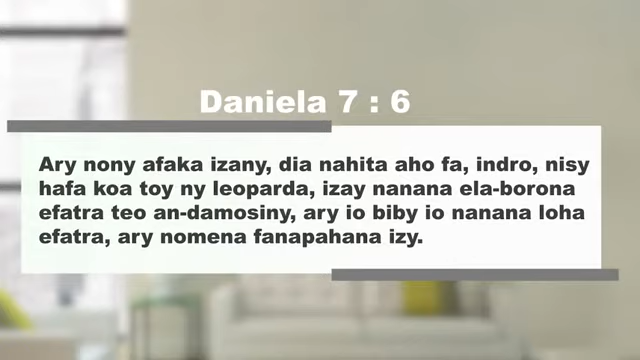 Daniela 7 : 6
Ary nony afaka izany, dia nahita aho fa, indro, nisy
hafa koa toy ny leoparda, izay nanana ela-borona
efatra teo an-damosiny, ary io biby io nanana loha
efatra, ary nomena fanapahana izy.